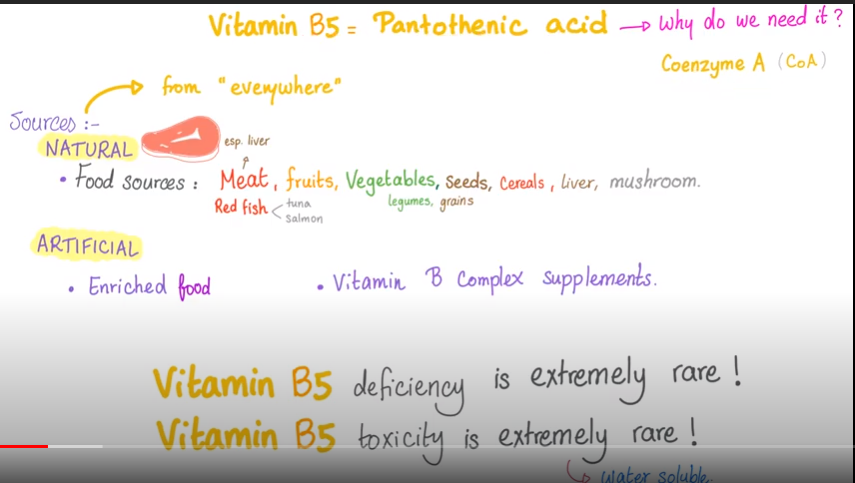 Vitamin B5 = Pantothenic acid → Why do we need it?
Coenzyme A (CoA)
from "everywhere"
Sources :-
NATURAL
esp. liver
• Food sources : Meat, fruits, Vegetables, seeds, cereals, liver, mushroom.
Red fish < tuna
salmon
legumes, grains
ARTIFICIAL
• Enriched food
• Vitamin B Complex supplements.
Vitamin B5 deficiency is extremely rare!
Vitamin B5 toxicity is extremely rare!
water soluble.